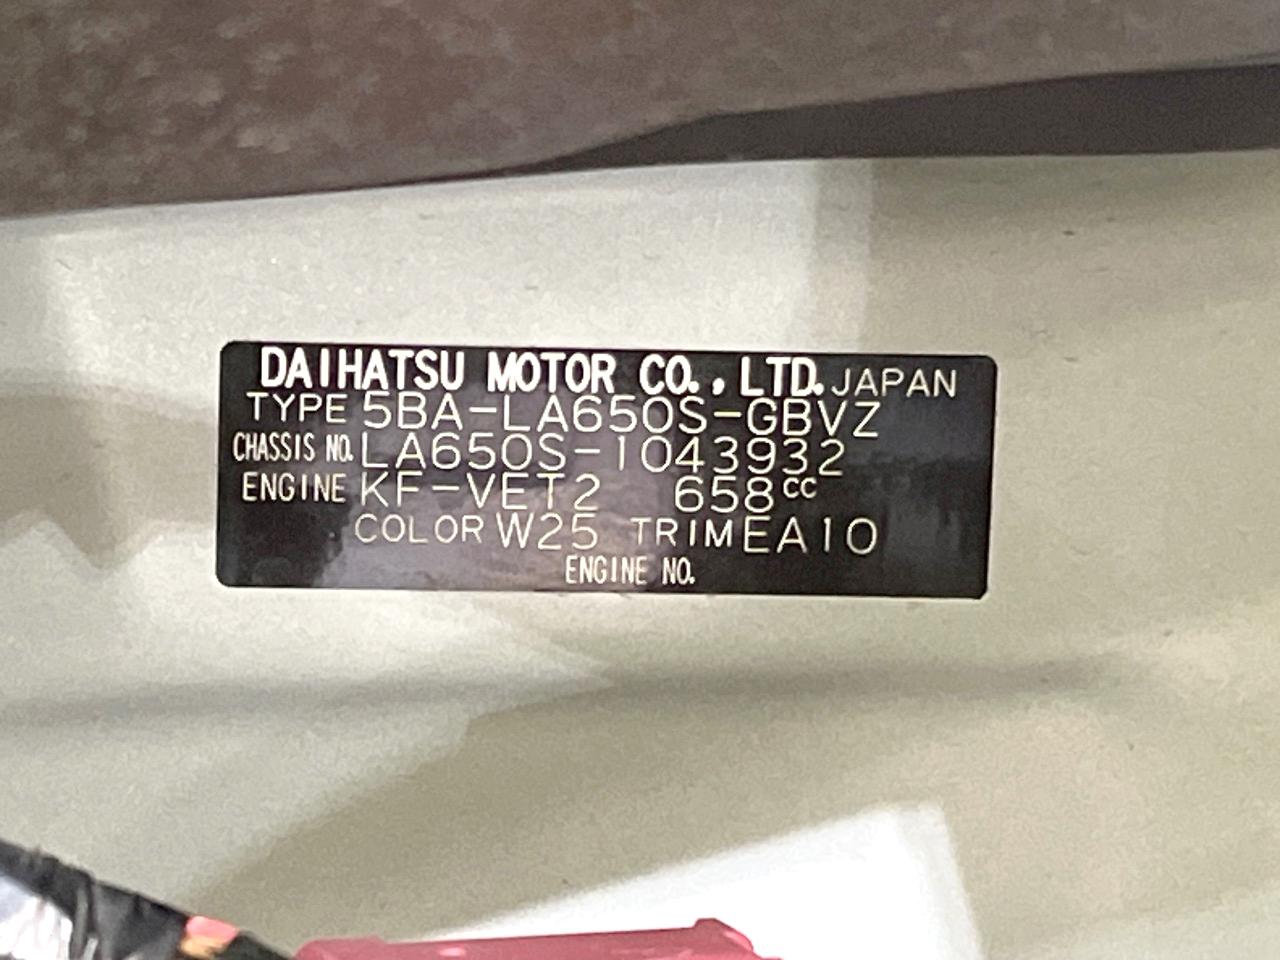 DAIHATSU MOTOR CO., LTD. JAPAN
TYPE 5BA-LA650S-GBVZ
CHASSIS NO. LA650S-1043932
ENGINE KF-VET2 658cc
COLOR W25 TRIM EA10
ENGINE NO.